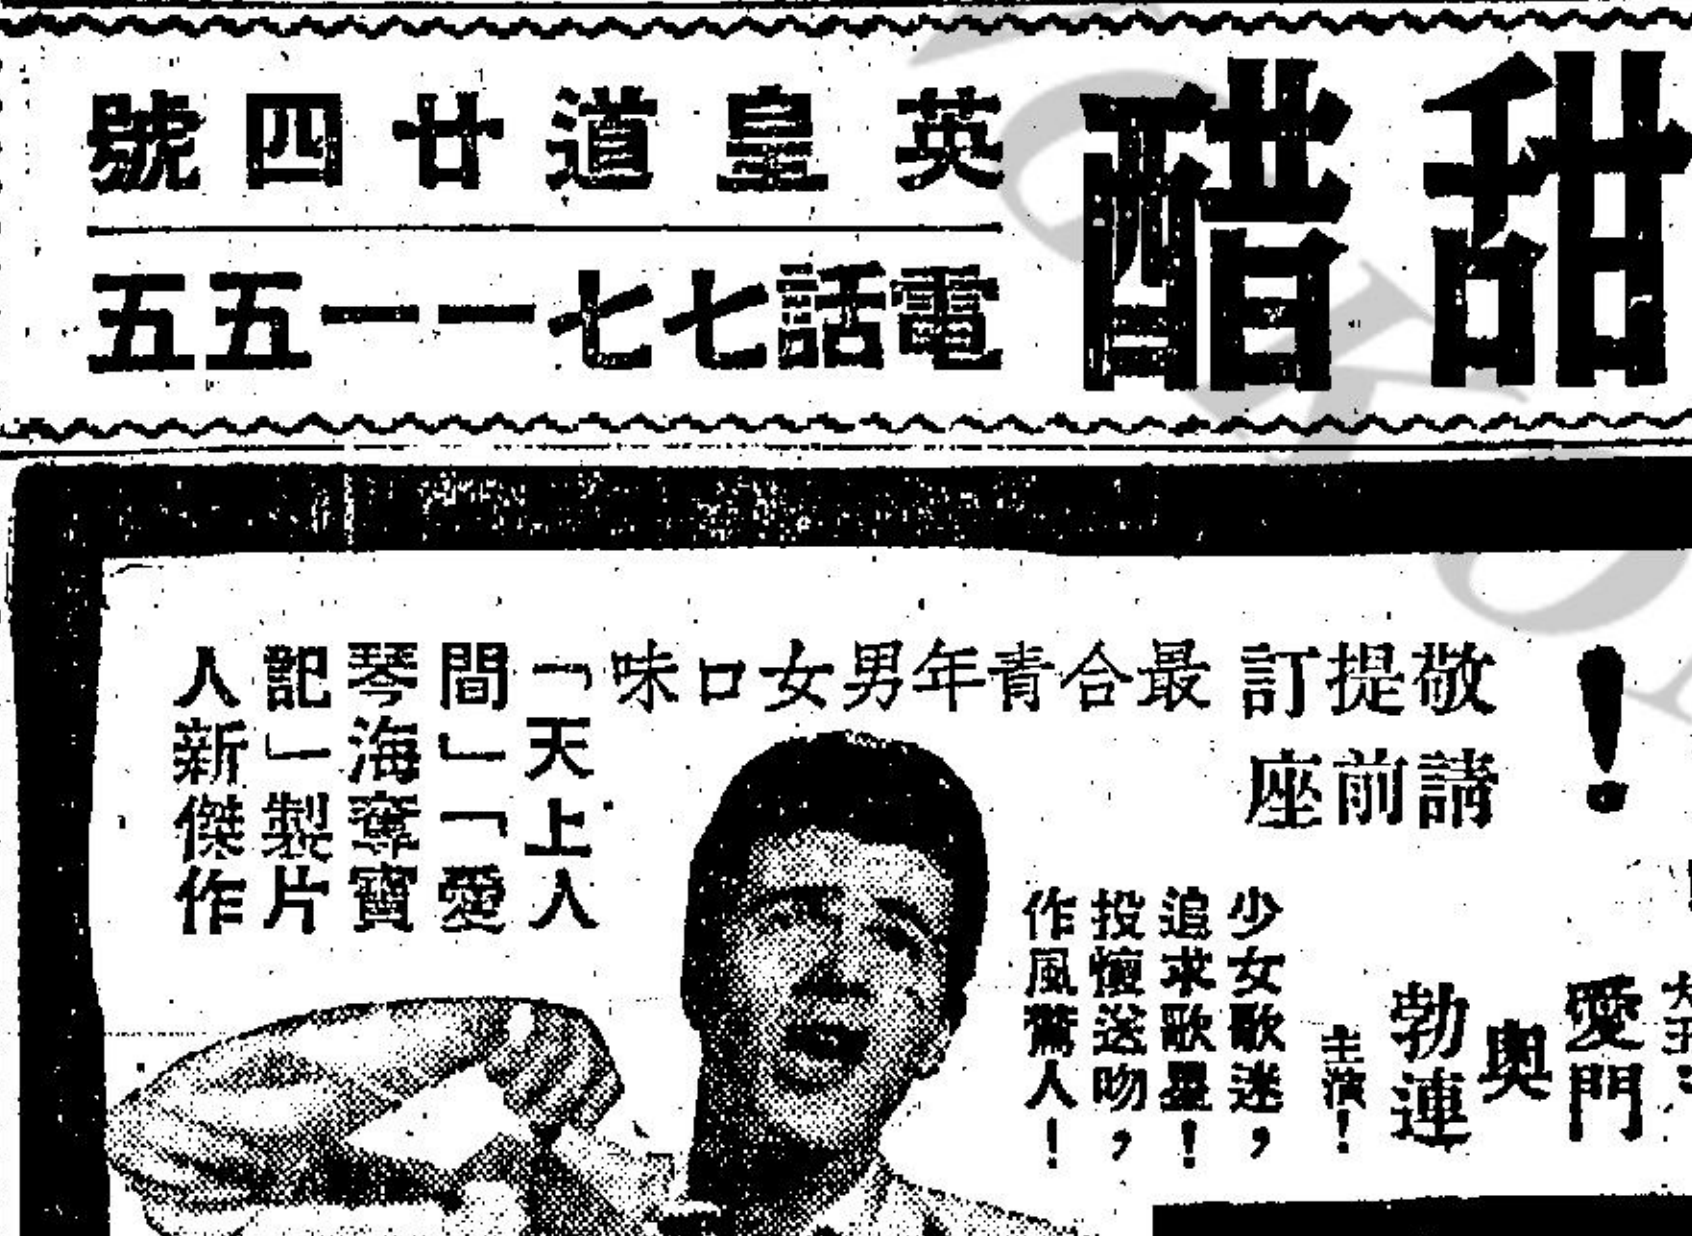 甜醋
英皇道廿四號
電話七七一一五五
！
敬請
提前
訂座
最合青年男女口味
愛門
奧
勃連
主演！
少女歌迷，
追求歌星！
投懷送吻，
作風驚人！
「天上人
間」「愛
琴海奪寶
記」製片
人新傑作